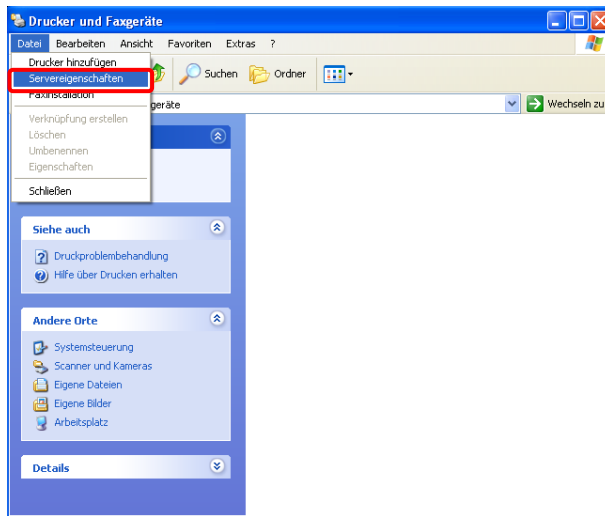 Drucker und Faxgeräte
Datei Bearbeiten Ansicht Favoriten Extras ?
Drucker hinzufügen
Servereigenschaften
Faxinstallation
Verknüpfung erstellen
Löschen
Umbenennen
Eigenschaften
Schließen
Suchen Ordner
geräte
Wechseln zu
Siehe auch
Druckproblembehandlung
Hilfe über Drucken erhalten
Andere Orte
Systemsteuerung
Scanner und Kameras
Eigene Dateien
Eigene Bilder
Arbeitsplatz
Details